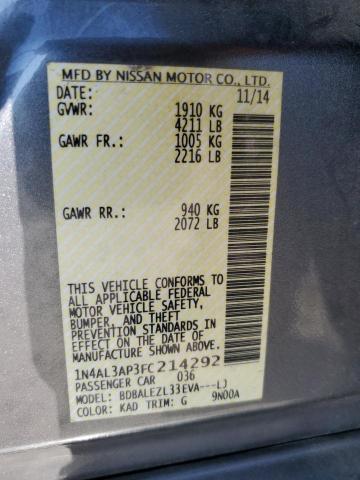 MFD BY NISSAN MOTOR CO., LTD.
DATE: 11/14
GVWR: 1910 KG
4211 LB
GAWR FR.: 1005 KG
2216 LB
GAWR RR.: 940 KG
2072 LB
THIS VEHICLE CONFORMS TO
ALL APPLICABLE FEDERAL
MOTOR VEHICLE SAFETY,
BUMPER, AND THEFT
PREVENTION STANDARDS IN
EFFECT ON THE DATE OF
MANUFACTURE SHOWN ABOVE.
1N4AL3AP3FC214292
PASSENGER CAR 036
MODEL: BDBALEZL33EVA---LJ
COLOR: KAD TRIM: G 9N00A